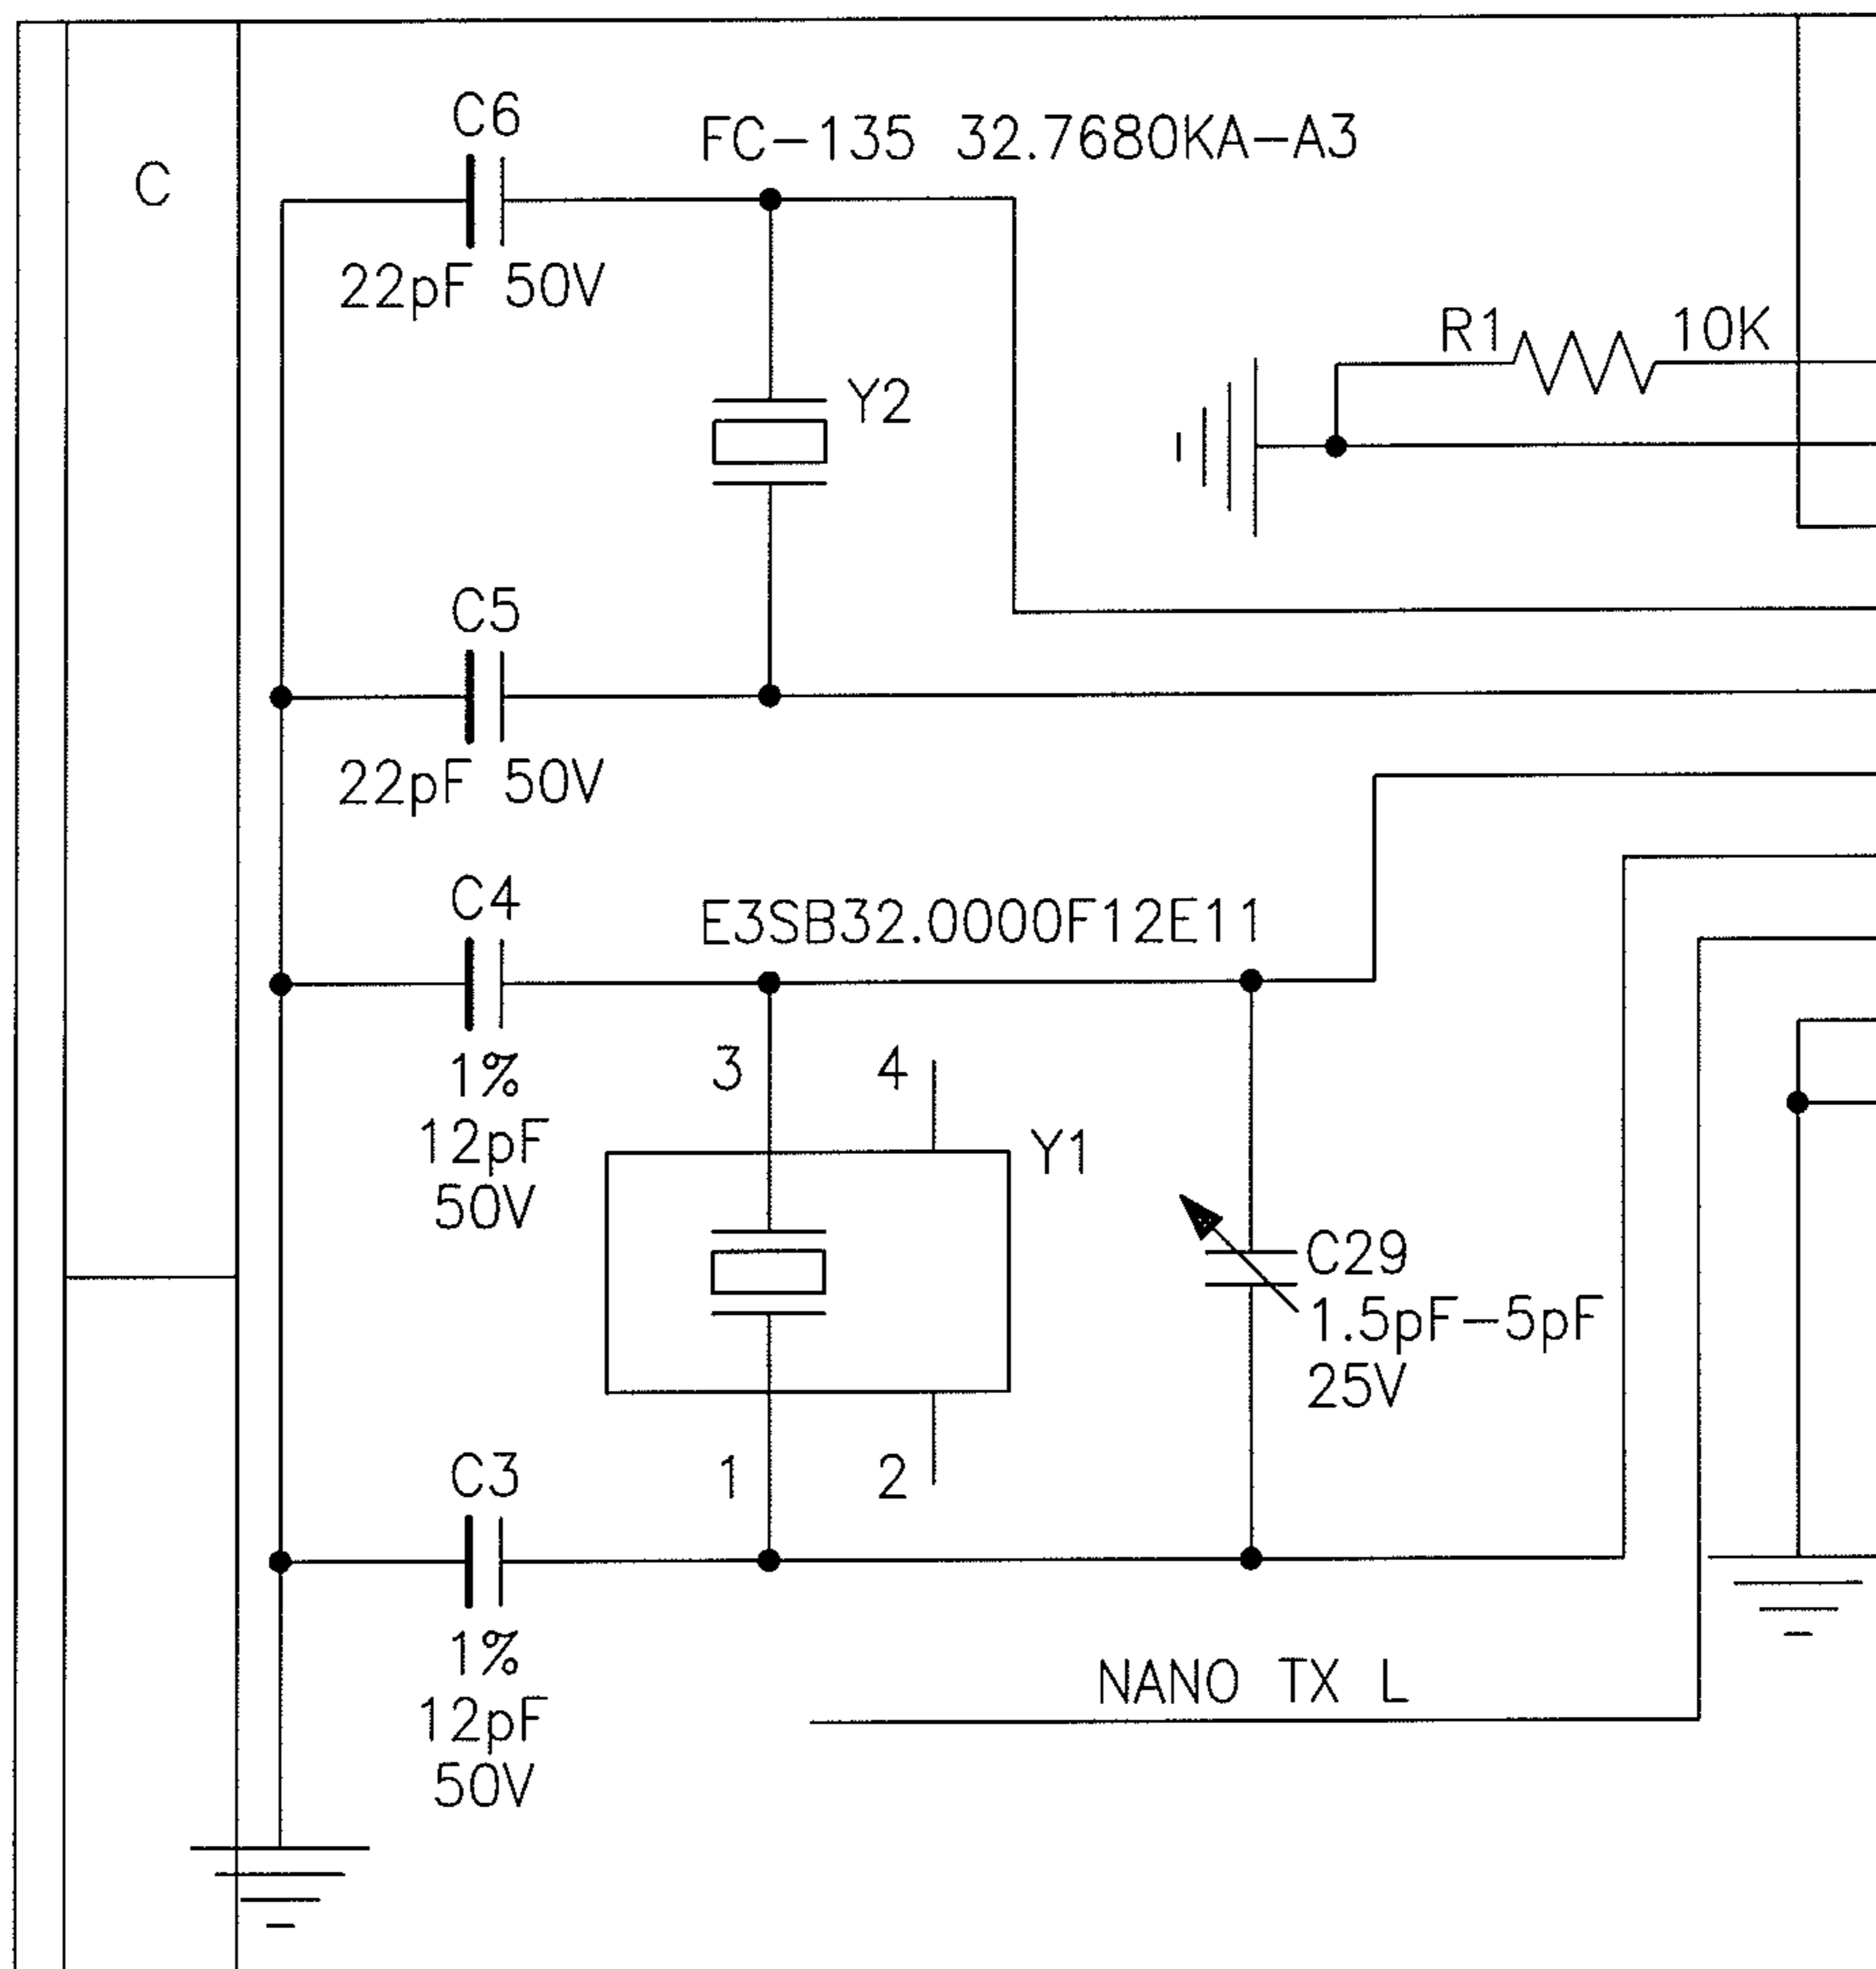 C6
FC-135 32.7680KA-A3
C
22pF 50V
R1
10K
Y2
C5
22pF 50V
C4
E3SB32.0000F12E11
1%
12pF
50V
3
4
Y1
C29
1.5pF-5pF
25V
C3
1
2
1%
12pF
50V
NANO TX L